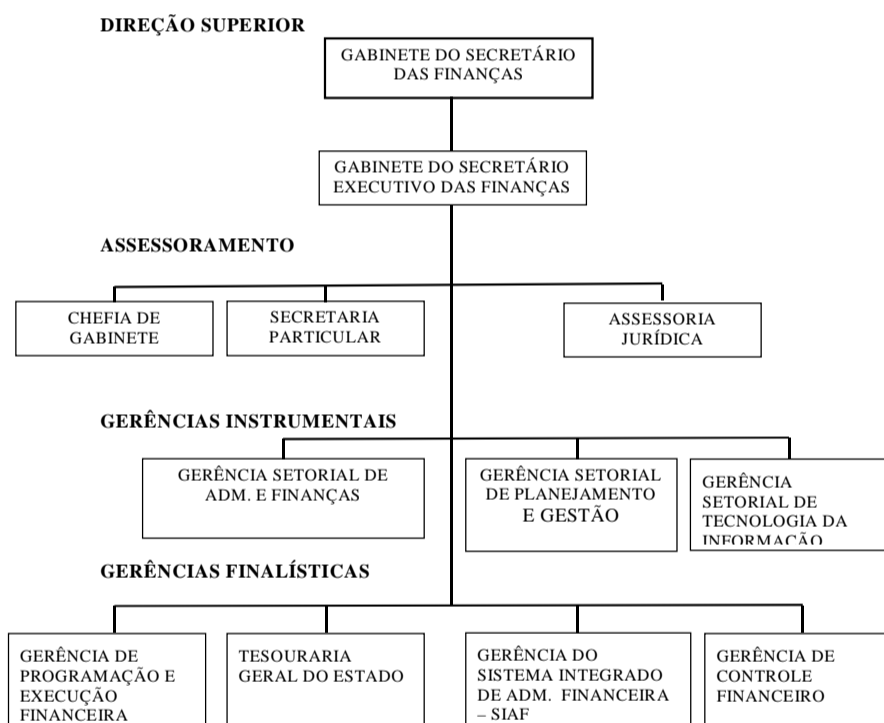 DIREÇÃO SUPERIOR
GABINETE DO SECRETÁRIO
DAS FINANÇAS
GABINETE DO SECRETÁRIO
EXECUTIVO DAS FINANÇAS
ASSESSORAMENTO
CHEFIA DE
GABINETE
SECRETARIA
PARTICULAR
ASSESSORIA
JURÍDICA
GERÊNCIAS INSTRUMENTAIS
GERÊNCIA SETORIAL DE
ADM. E FINANÇAS
GERÊNCIA SETORIAL
DE PLANEJAMENTO
E GESTÃO
GERÊNCIA
SETORIAL DE
TECNOLOGIA DA
INFORMAÇÃO
GERÊNCIAS FINALÍSTICAS
GERÊNCIA DE
PROGRAMAÇÃO E
EXECUÇÃO
FINANCEIRA
TESOURARIA
GERAL DO ESTADO
GERÊNCIA DO
SISTEMA INTEGRADO
DE ADM. FINANCEIRA
– SIAF
GERÊNCIA DE
CONTROLE
FINANCEIRO